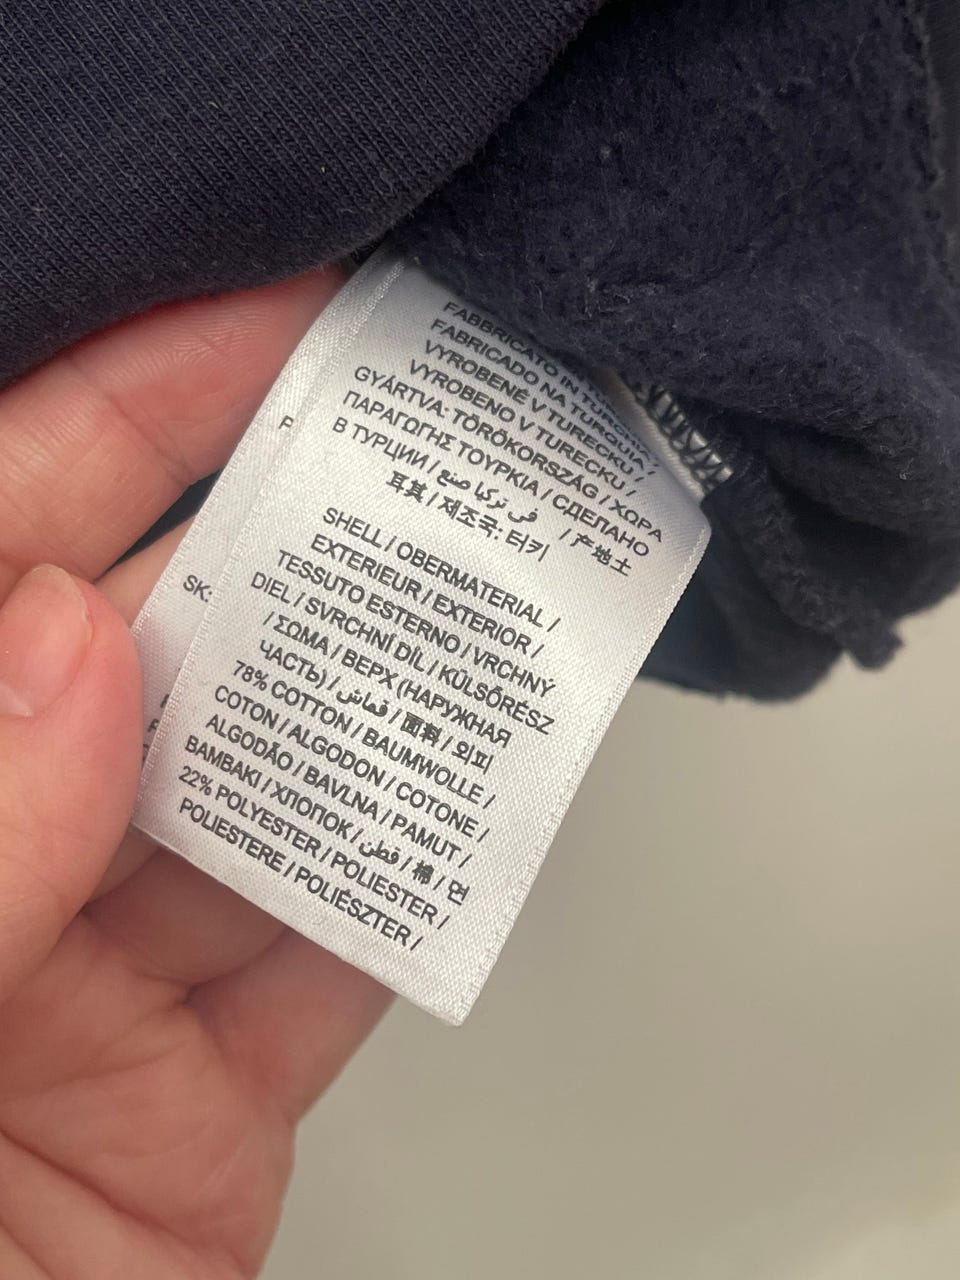 FABBRICATO IN TURCHIA /
FABRICADO NA TURQUIA /
VYROBENÉ V TURECKU /
VYROBENO V TURECKU /
GYÁRTVA: TÖRÖKORSZÁG / ΧΩΡΑ
ΠΑΡΑΓΩΓΗΣ ΤΟΥΡΚΙΑ / СДЕЛАНО
В ТУРЦИИ / في تركيا صنع / 产地土
耳其 / 제조국: 터키
SHELL / OBERMATERIAL /
EXTERIEUR / EXTERIOR /
TESSUTO ESTERNO / VRCHNÝ
DIEL / SVRCHNÍ DÍL / KÜLSŐRÉSZ
/ ΣΩΜΑ / ВЕРХ (НАРУЖНАЯ
ЧАСТЬ) / قماش / 面料 / 외피
78% COTTON / BAUMWOLLE /
COTON / ALGODON / COTONE /
ALGODÃO / BAVLNA / PAMUT /
BAMBAKI / ХЛОПОК / قطن / 棉 / 면
22% POLYESTER / POLIESTER /
POLIESTERE / POLIÉSZTER /
P
SK: